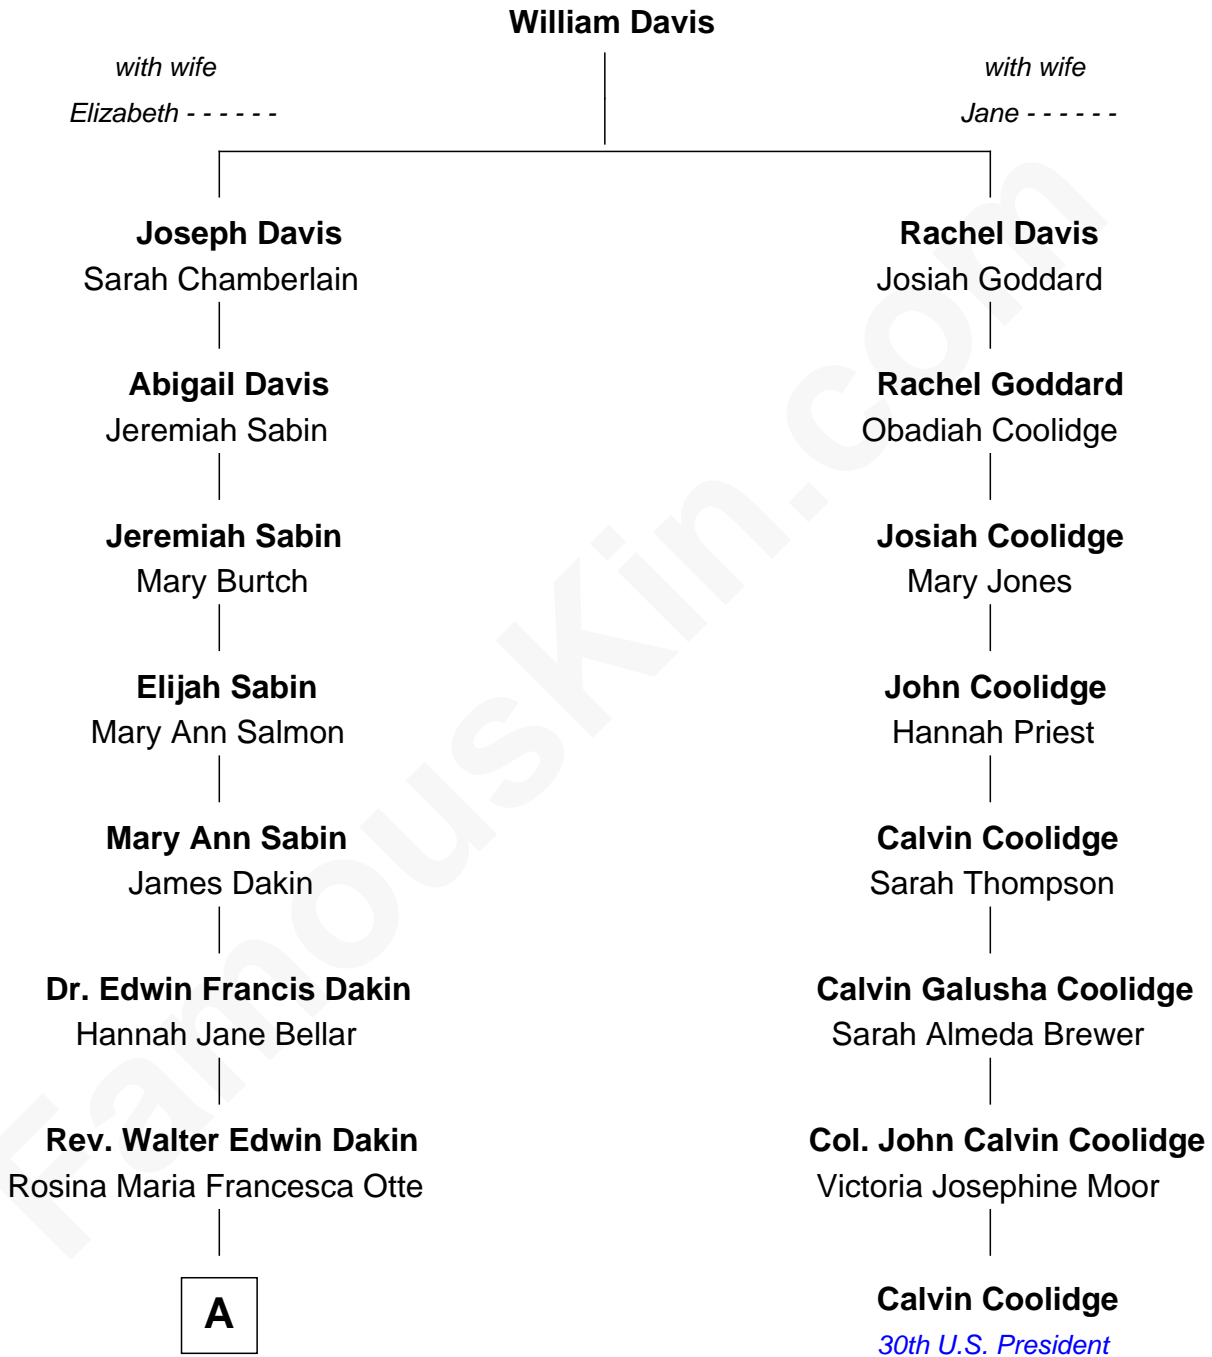 William Davis
with wife
Elizabeth - - - - - -
with wife
Jane - - - - - -
Joseph Davis
Sarah Chamberlain
Rachel Davis
Josiah Goddard
Abigail Davis
Jeremiah Sabin
Rachel Goddard
Obadiah Coolidge
Jeremiah Sabin
Mary Burtch
Josiah Coolidge
Mary Jones
Elijah Sabin
Mary Ann Salmon
John Coolidge
Hannah Priest
Mary Ann Sabin
James Dakin
Calvin Coolidge
Sarah Thompson
Dr. Edwin Francis Dakin
Hannah Jane Bellar
Calvin Galusha Coolidge
Sarah Almeda Brewer
Rev. Walter Edwin Dakin
Rosina Maria Francesca Otte
Col. John Calvin Coolidge
Victoria Josephine Moor
A
Calvin Coolidge
30th U.S. President
FamousKin.com